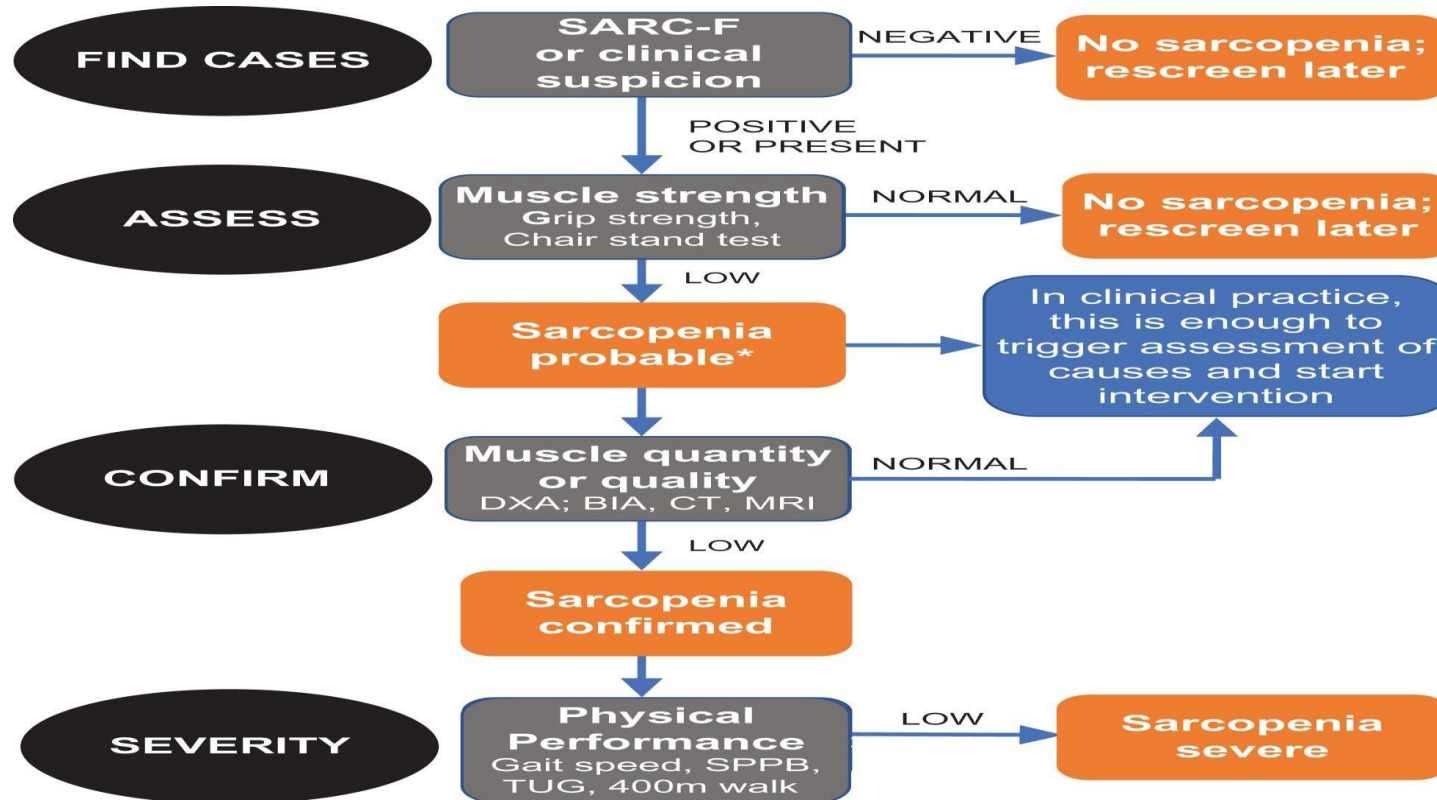 FIND CASES
SARC-F
or clinical
suspicion
NEGATIVE
No sarcopenia;
rescreen later
POSITIVE
OR PRESENT
ASSESS
Muscle strength
Grip strength,
Chair stand test
NORMAL
No sarcopenia;
rescreen later
LOW
Sarcopenia
probable*
In clinical practice,
this is enough to
trigger assessment of
causes and start
intervention
CONFIRM
Muscle quantity
or quality
DXA; BIA, CT, MRI
NORMAL
LOW
Sarcopenia
confirmed
SEVERITY
Physical
Performance
Gait speed, SPPB,
TUG, 400m walk
LOW
Sarcopenia
severe